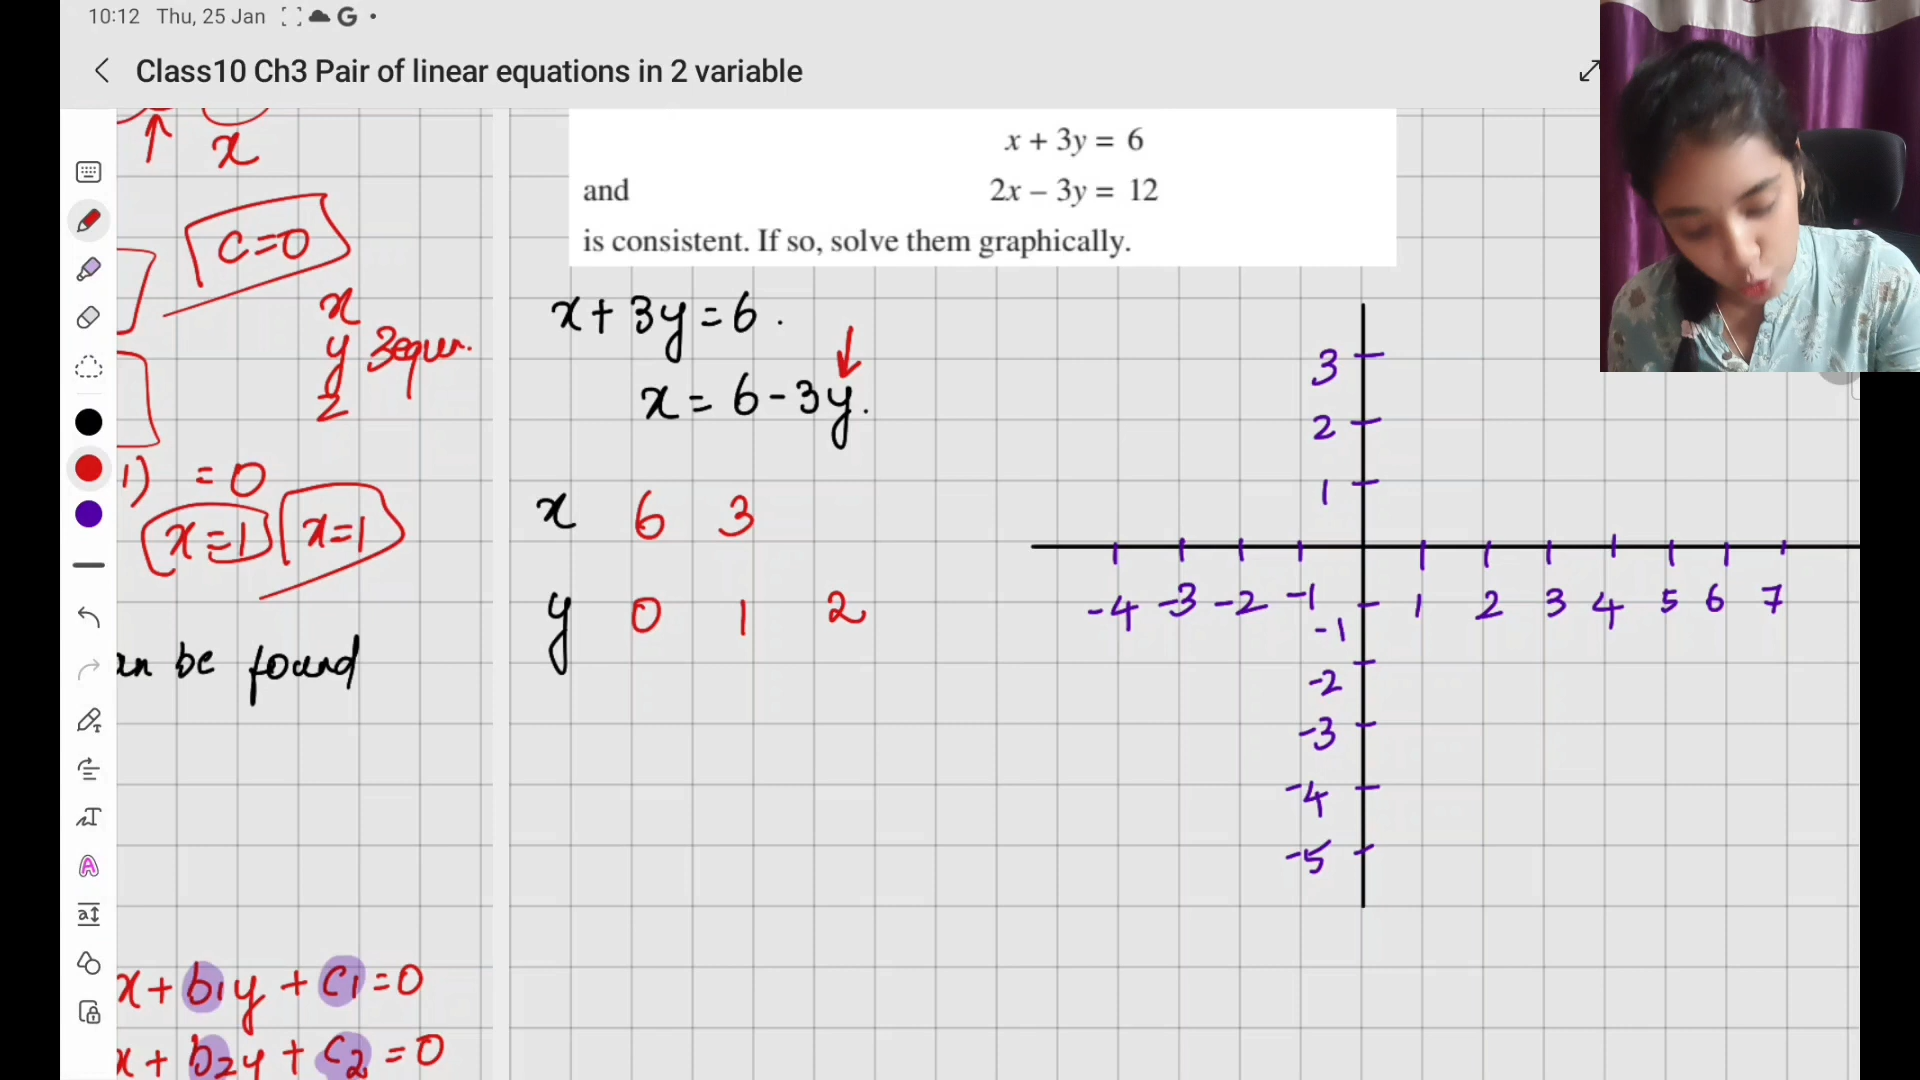 10:12 Thu, 25 Jan
Class10 Ch3 Pair of linear equations in 2 variable
x
C=0
x
y 3equn.
z
1) = 0
x=1 x=1
an be found
x + b1y + C1 = 0
x + b2y + C2 = 0
x + 3y = 6
and 2x – 3y = 12
is consistent. If so, solve them graphically.
x + 3y = 6.
x = 6 - 3y.
x 6 3
y 0 1 2
3
2
1
-4 -3 -2 -1 1 2 3 4 5 6 7
-1
-2
-3
-4
-5